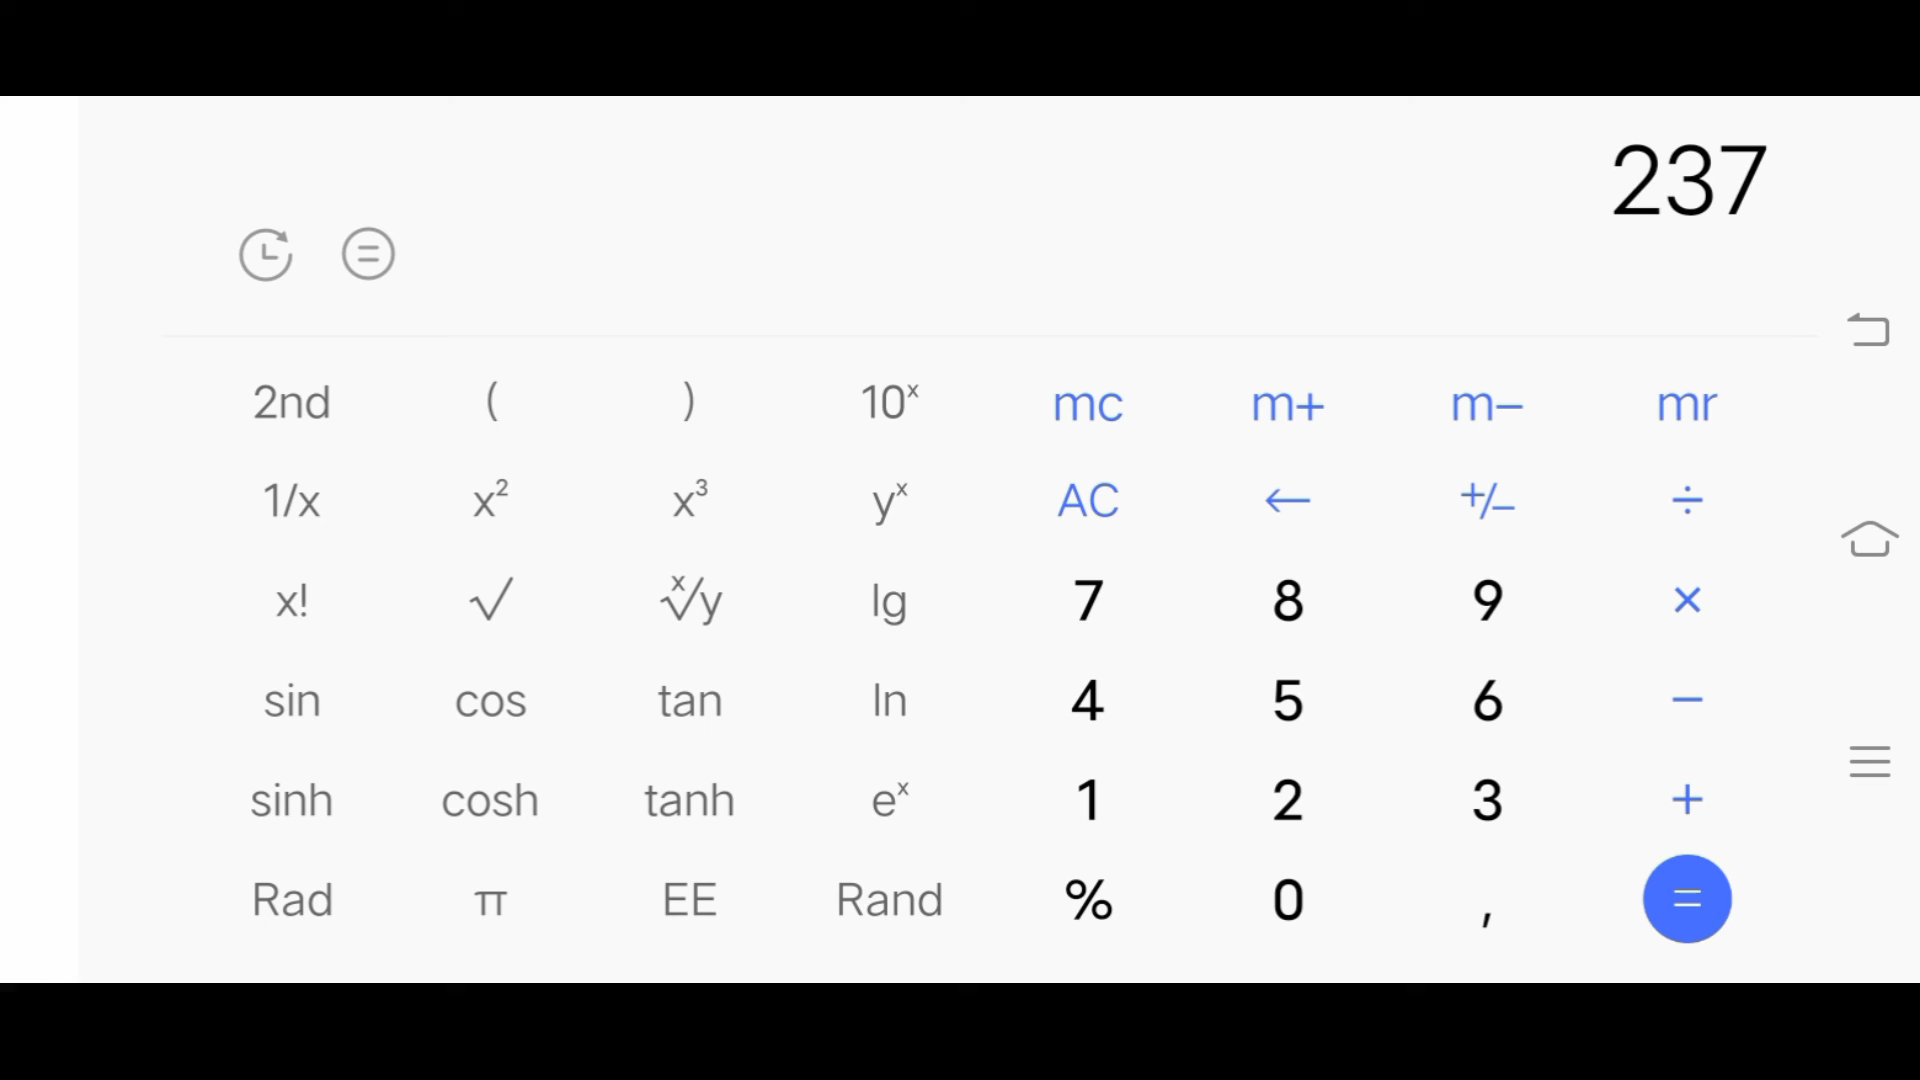 237
2nd ( ) 10ˣ mc m+ m– mr
1/x x² x³ yˣ AC ← +/– ÷
x! √ ˣ√y lg 7 8 9 ×
sin cos tan ln 4 5 6 −
sinh cosh tanh eˣ 1 2 3 +
Rad π EE Rand % 0 , =